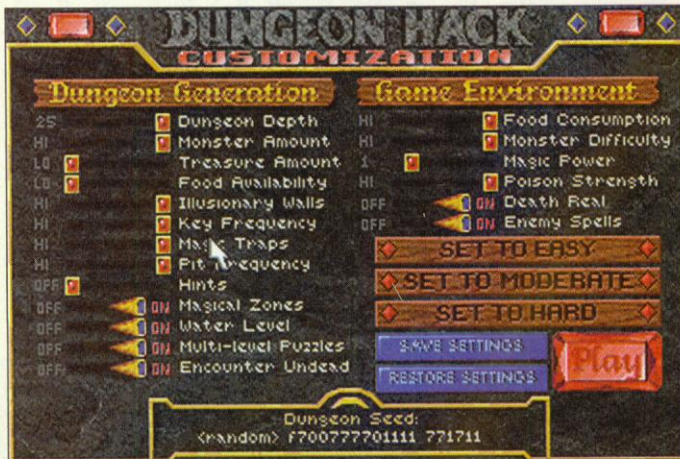 DUNGEON HACK
CUSTOMIZATION
Dungeon Generation
25 Dungeon Depth
HI Monster Amount
LO Treasure Amount
LO Food Availability
HI Illusionary Walls
HI Key Frequency
HI Magic Traps
HI Pit Frequency
OFF Hints
OFF ON Magical Zones
OFF ON Water Level
OFF ON Multi-level Puzzles
OFF ON Encounter Undead
Game Environment
HI Food Consumption
HI Monster Difficulty
1 Magic Power
HI Poison Strength
OFF ON Death Real
OFF ON Enemy Spells
SET TO EASY
SET TO MODERATE
SET TO HARD
SAVE SETTINGS
RESTORE SETTINGS
Play
Dungeon Seed:
<random> f700777701111 771711